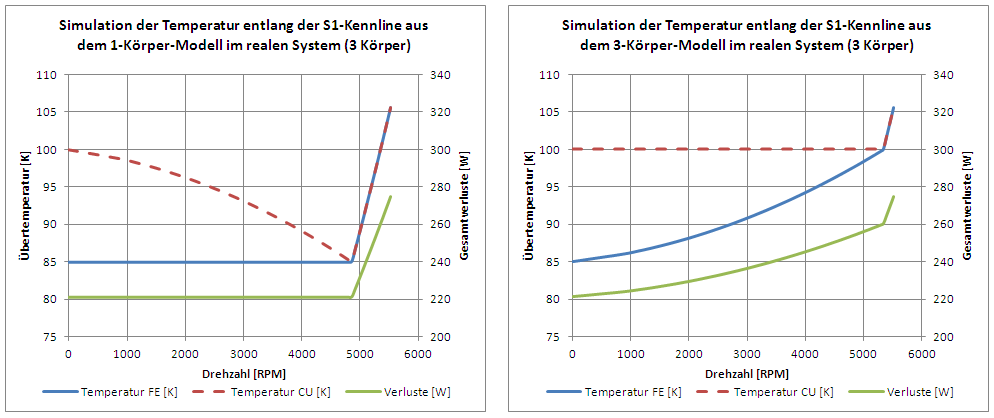 Simulation der Temperatur entlang der S1-Kennline aus
dem 1-Körper-Modell im realen System (3 Körper)
110
105
100
95
90
85
80
75
Übertemperatur [K]
340
320
300
280
260
240
220
200
Gesamtverluste [W]
0 1000 2000 3000 4000 5000 6000
Drehzahl [RPM]
Temperatur FE [K] Temperatur CU [K] Verluste [W]
Simulation der Temperatur entlang der S1-Kennline aus
dem 3-Körper-Modell im realen System (3 Körper)
110
105
100
95
90
85
80
75
Übertemperatur [K]
340
320
300
280
260
240
220
200
Gesamtverluste [W]
0 1000 2000 3000 4000 5000 6000
Drehzahl [RPM]
Temperatur FE [K] Temperatur CU [K] Verluste [W]